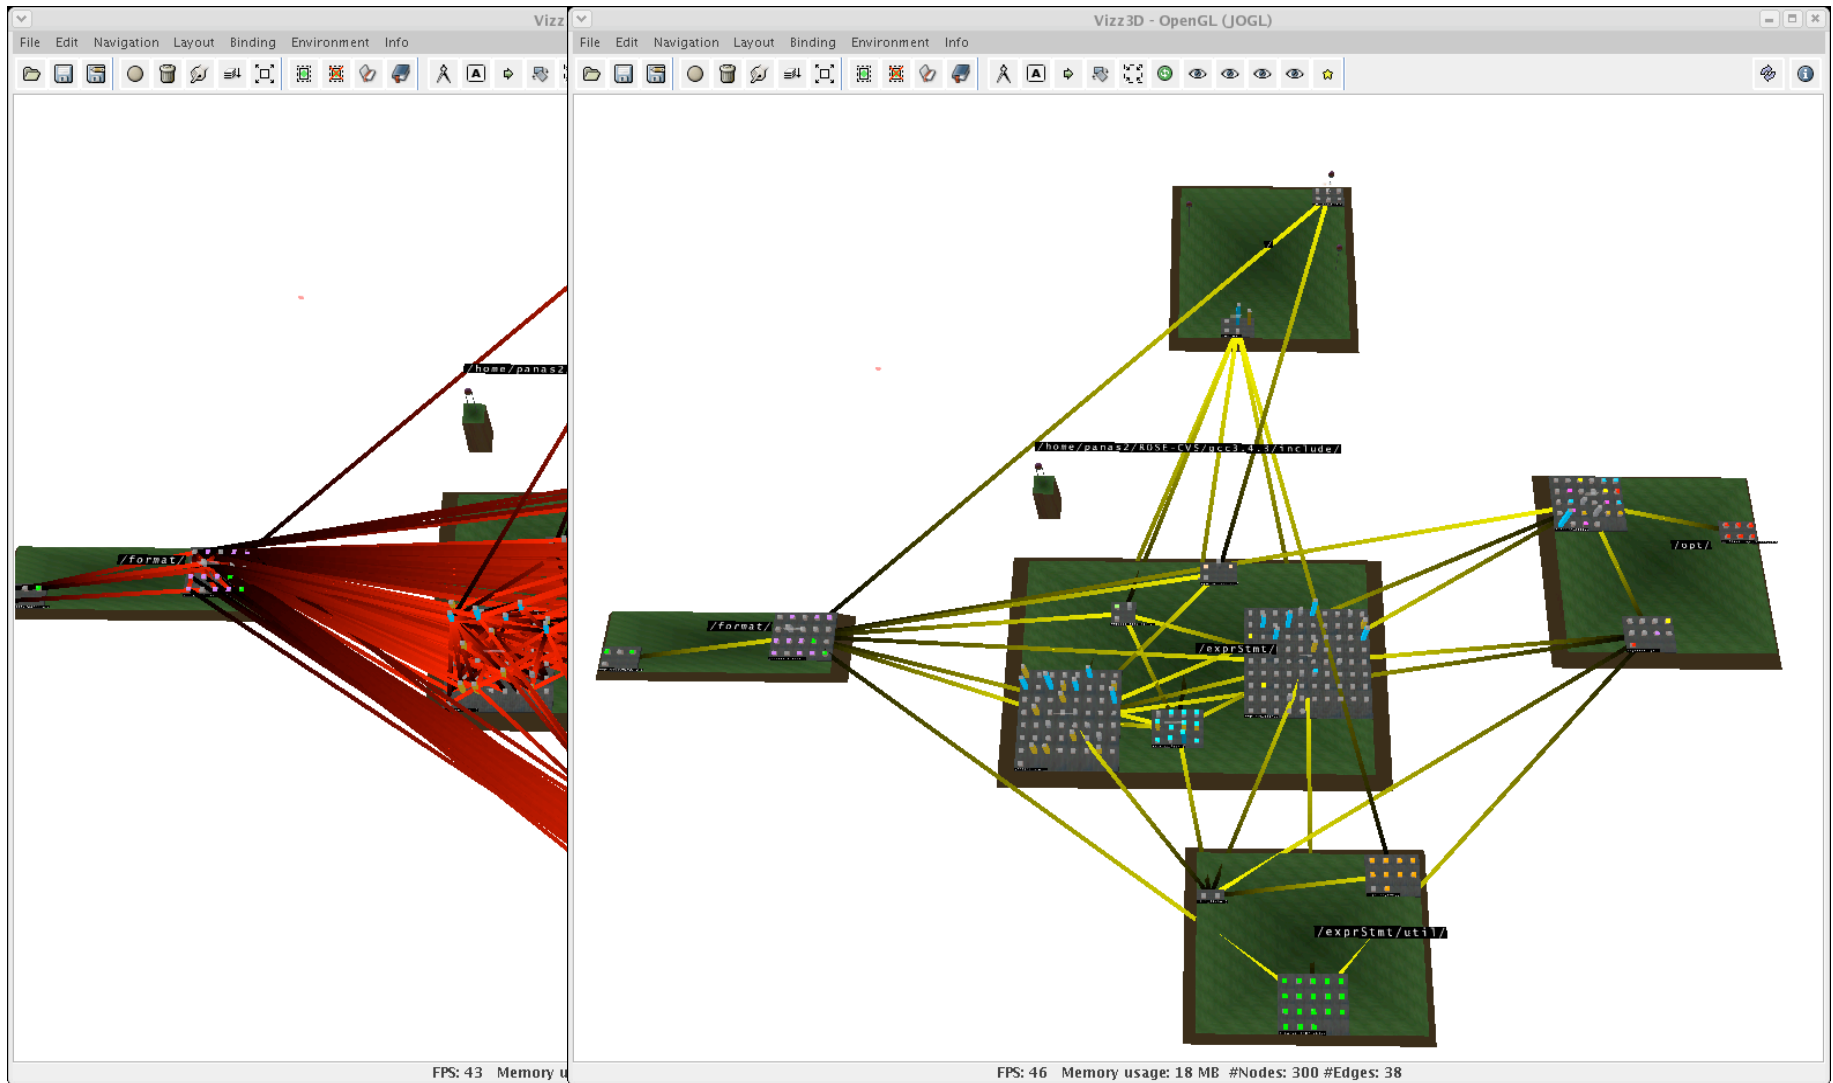 Vizz
File Edit Navigation Layout Binding Environment Info
A
/home/panas2
/format/
FPS: 43 Memory u
Vizz3D - OpenGL (JOGL)
File Edit Navigation Layout Binding Environment Info
A
/
/home/panas2/ROSE-CVS/gcc3.4.3/include/
/opt/
/format/
/exprStmt/
/exprStmt/util/
FPS: 46 Memory usage: 18 MB #Nodes: 300 #Edges: 38